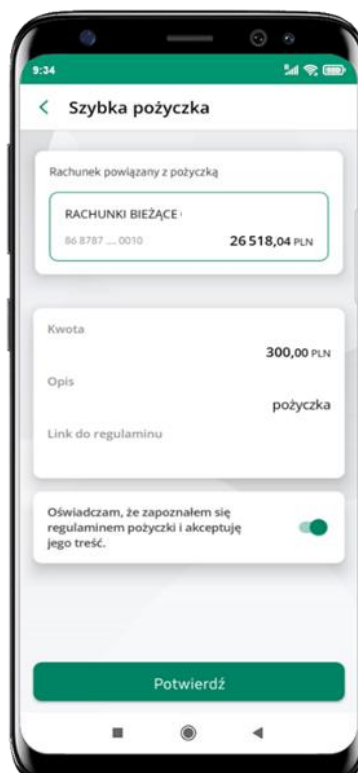 9:34
Szybka pożyczka
Rachunek powiązany z pożyczką
RACHUNKI BIEŻĄCE
86 8787 .... 0010 26 518,04 PLN
Kwota
300,00 PLN
Opis
pożyczka
Link do regulaminu
Oświadczam, że zapoznałem się
regulaminem pożyczki i akceptuję
jego treść.
Potwierdź